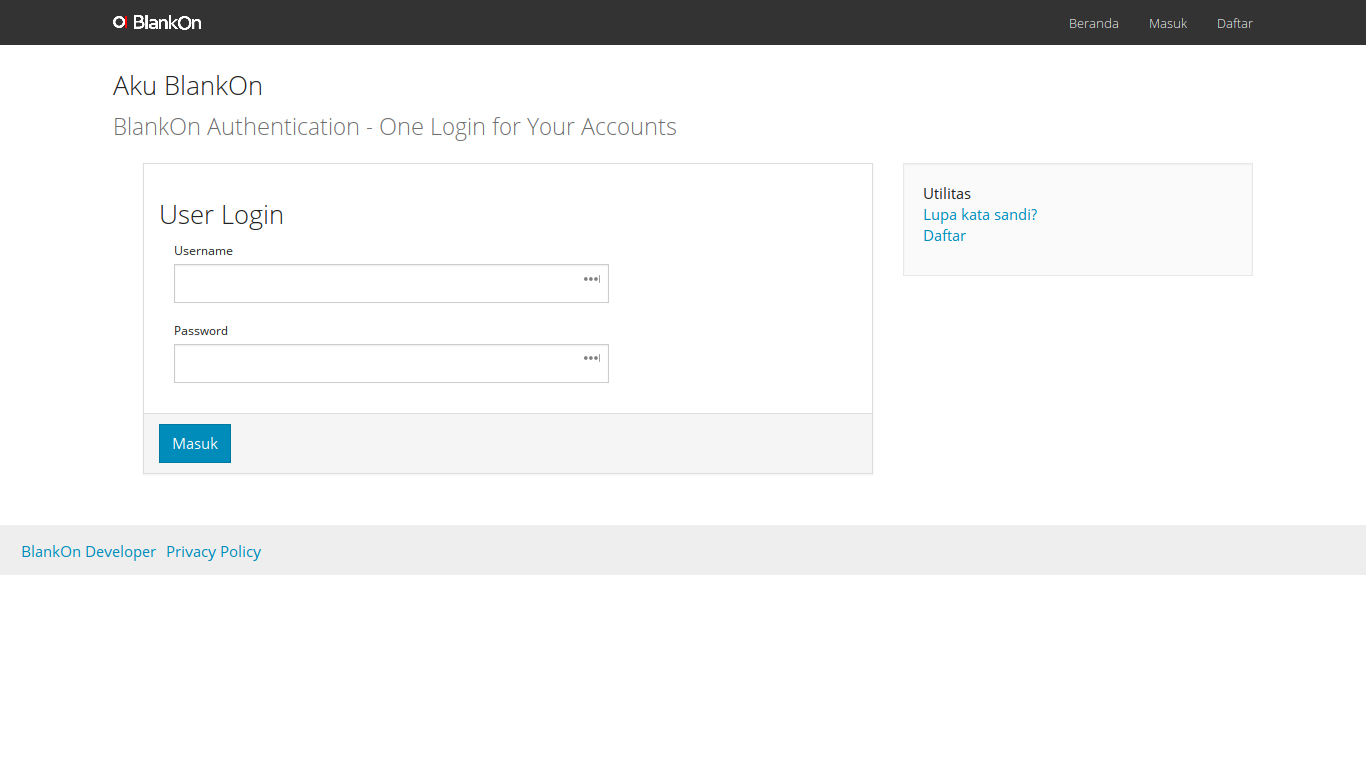 BlankOn
Beranda Masuk Daftar
Aku BlankOn
BlankOn Authentication - One Login for Your Accounts
User Login
Username
Password
Masuk
Utilitas
Lupa kata sandi?
Daftar
BlankOn Developer Privacy Policy